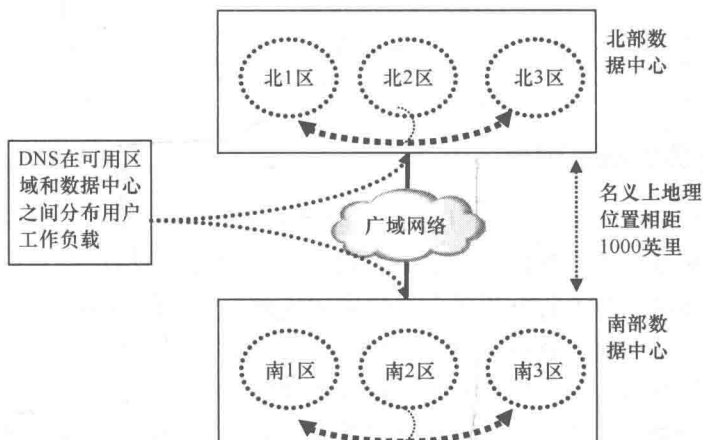 北部数
据中心
北1区
北2区
北3区
DNS在可用区
域和数据中心
之间分布用户
工作负载
广域网络
名义上地理
位置相距
1000英里
南部数
据中心
南1区
南2区
南3区